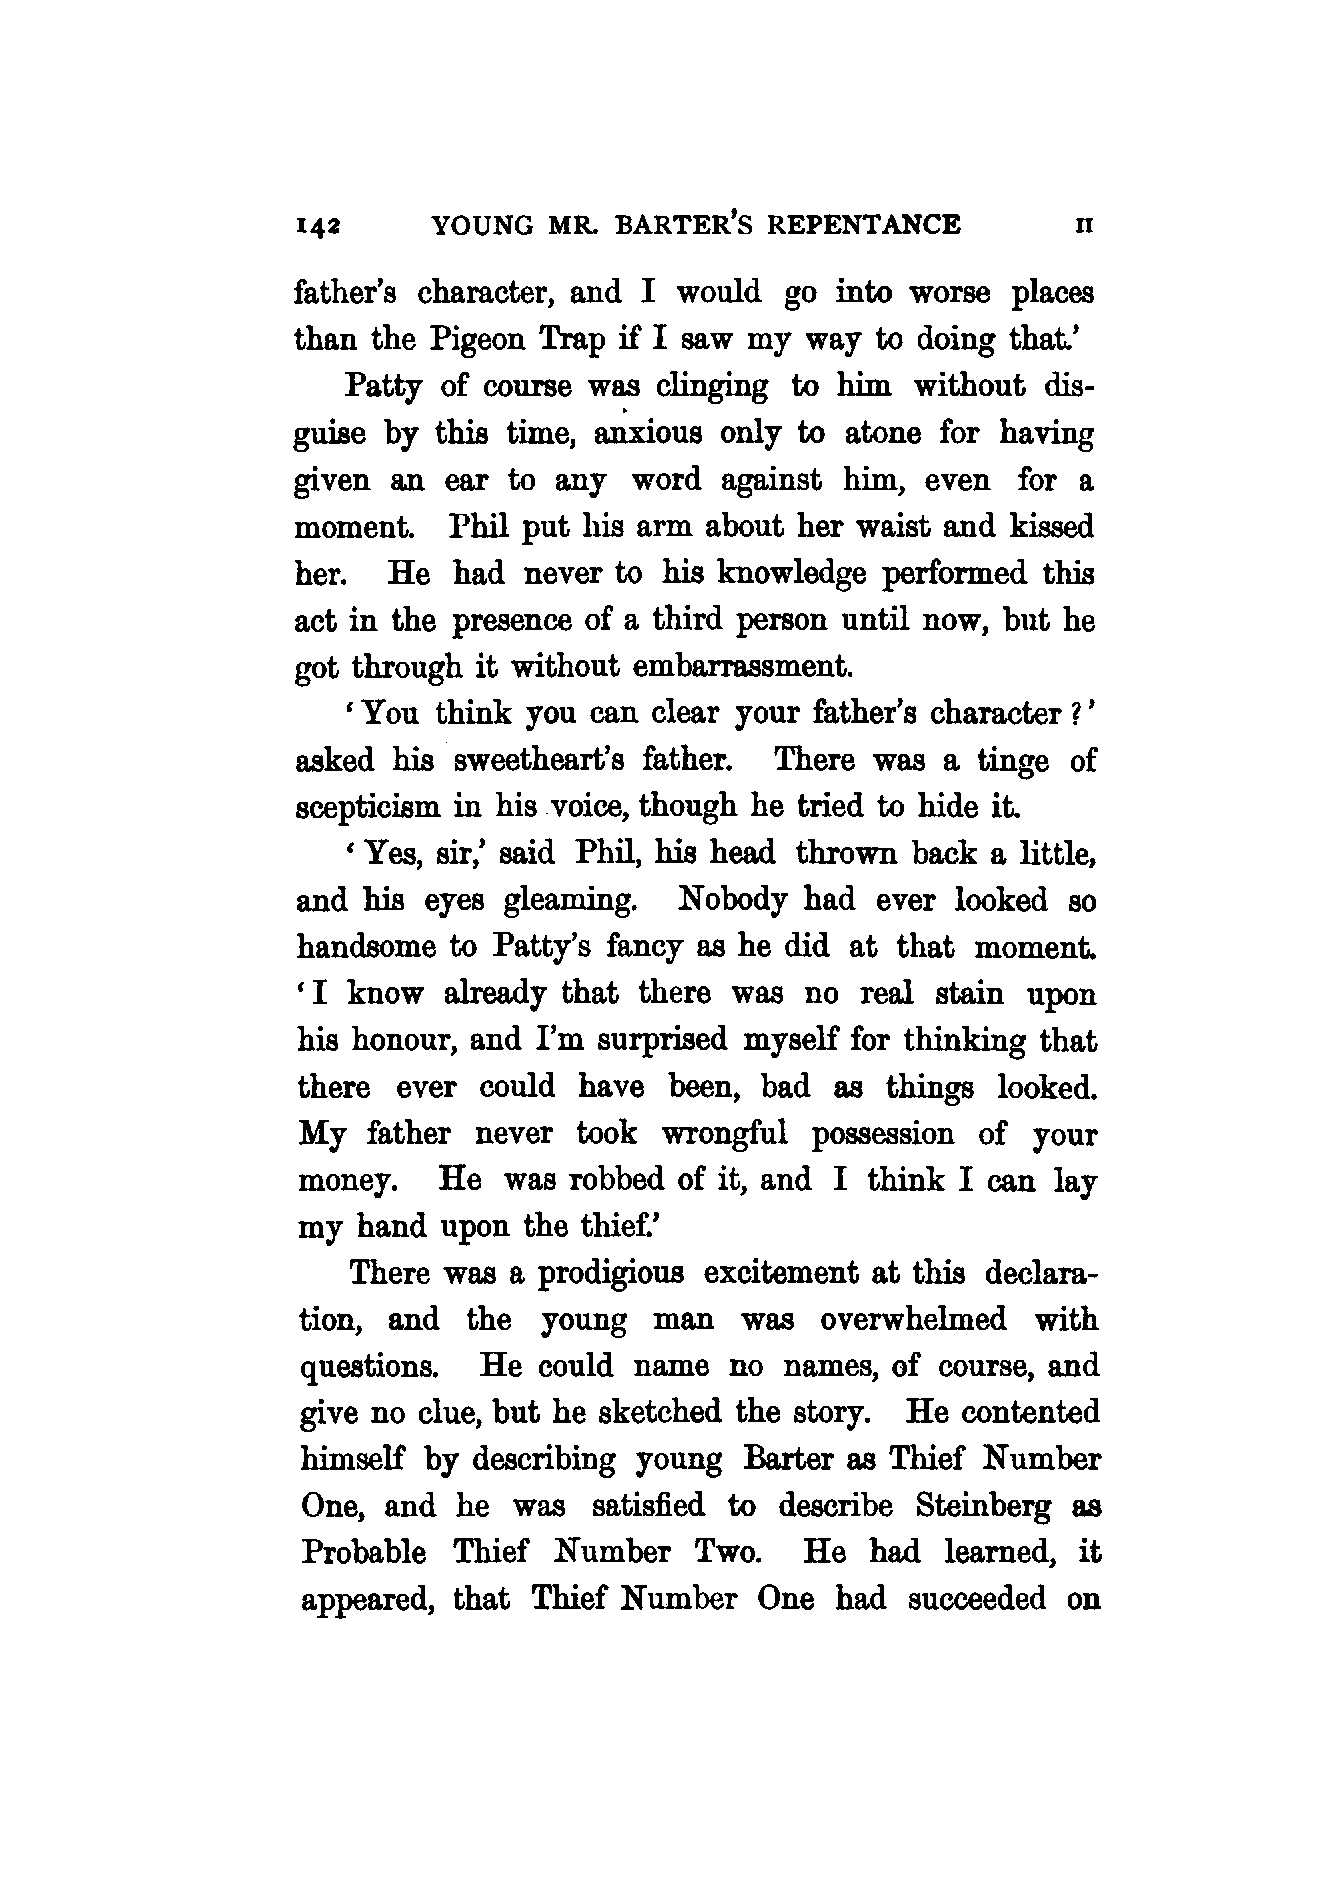 142 YOUNG MR. BARTER'S REPENTANCE II
father's character, and I would go into worse places
than the Pigeon Trap if I saw my way to doing that.'
Patty of course was clinging to him without dis-
guise by this time, anxious only to atone for having
given an ear to any word against him, even for a
moment. Phil put his arm about her waist and kissed
her. He had never to his knowledge performed this
act in the presence of a third person until now, but he
got through it without embarrassment.
'You think you can clear your father's character?'
asked his sweetheart's father. There was a tinge of
scepticism in his voice, though he tried to hide it.
'Yes, sir,' said Phil, his head thrown back a little,
and his eyes gleaming. Nobody had ever looked so
handsome to Patty's fancy as he did at that moment.
'I know already that there was no real stain upon
his honour, and I'm surprised myself for thinking that
there ever could have been, bad as things looked.
My father never took wrongful possession of your
money. He was robbed of it, and I think I can lay
my hand upon the thief.'
There was a prodigious excitement at this declara-
tion, and the young man was overwhelmed with
questions. He could name no names, of course, and
give no clue, but he sketched the story. He contented
himself by describing young Barter as Thief Number
One, and he was satisfied to describe Steinberg as
Probable Thief Number Two. He had learned, it
appeared, that Thief Number One had succeeded on